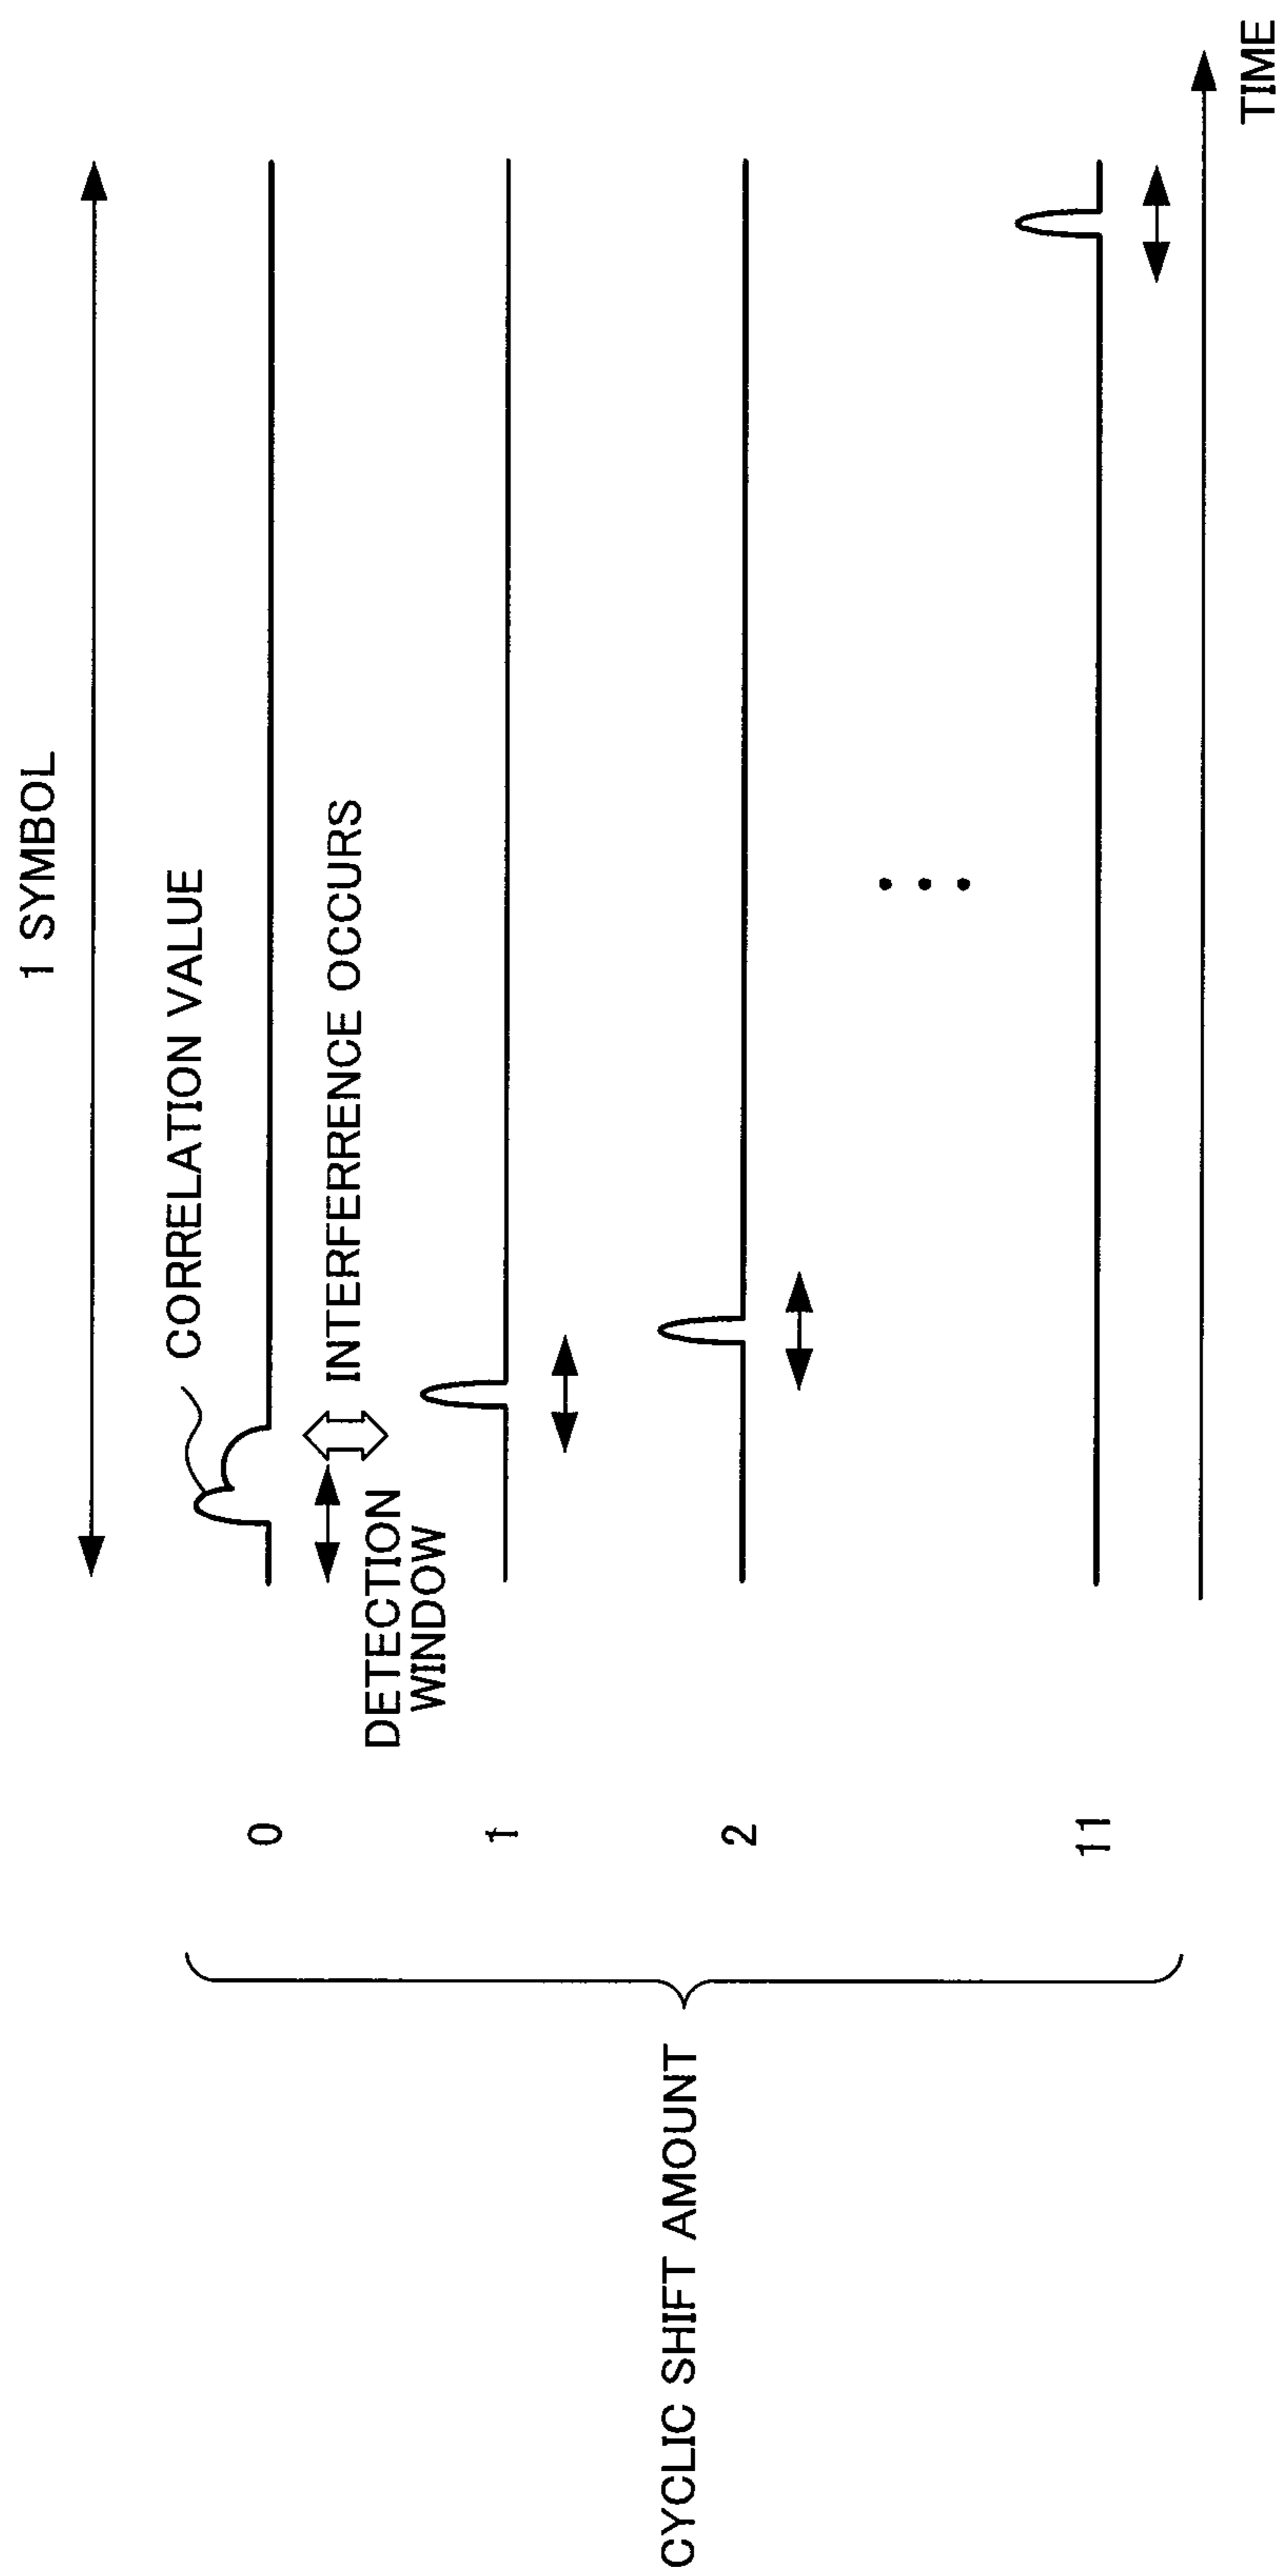 1 SYMBOL
CORRELATION VALUE
INTERFERRENCE OCCURS
DETECTION
WINDOW
0
1
2
11
CYCLIC SHIFT AMOUNT
TIME